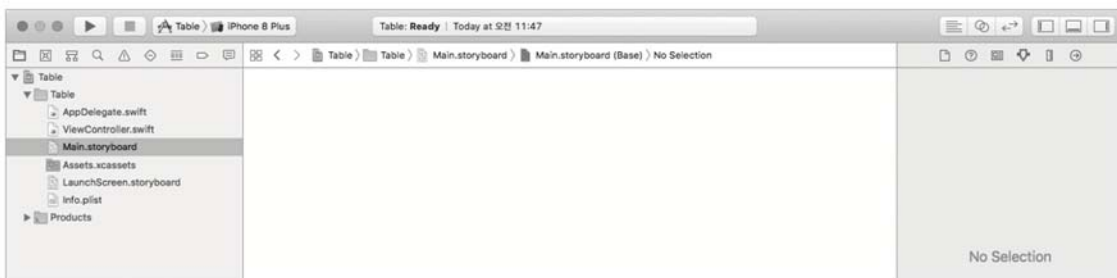 Table 〉 iPhone 8 Plus
Table: Ready | Today at 오전 11:47
Table 〉 Table 〉 Main.storyboard 〉 Main.storyboard (Base) 〉 No Selection
Table
Table
AppDelegate.swift
ViewController.swift
Main.storyboard
Assets.xcassets
LaunchScreen.storyboard
Info.plist
Products
No Selection